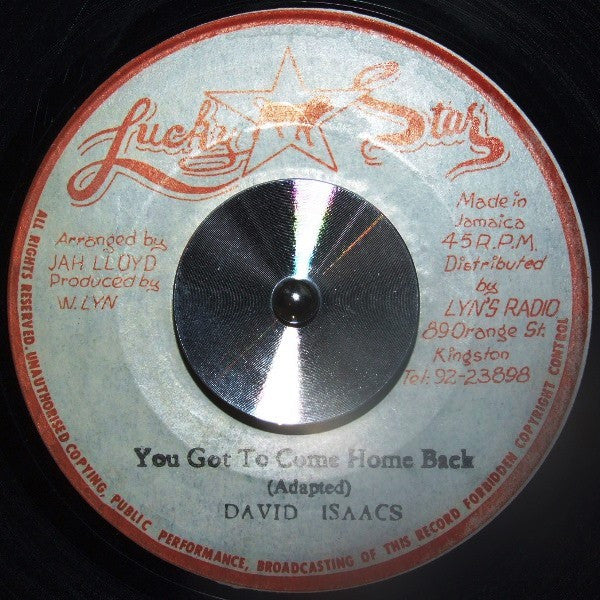 Lucky Star
Arranged by
JAH LLOYD
Produced by
W. LYN
Made in
Jamaica
45 R.P.M.
Distributed
by
LYN'S RADIO
89 Orange St.
Kingston
Tel: 92-23898
You Got To Come Home Back
(Adapted)
DAVID ISAACS
ALL RIGHTS RESERVED. UNAUTHORISED COPYING, PUBLIC PERFORMANCE, BROADCASTING OF THIS RECORD FORBIDDEN COPYRIGHT CONTROL